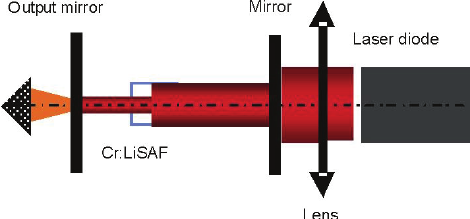 Output mirror
Mirror
Laser diode
Cr:LiSAF
Lens